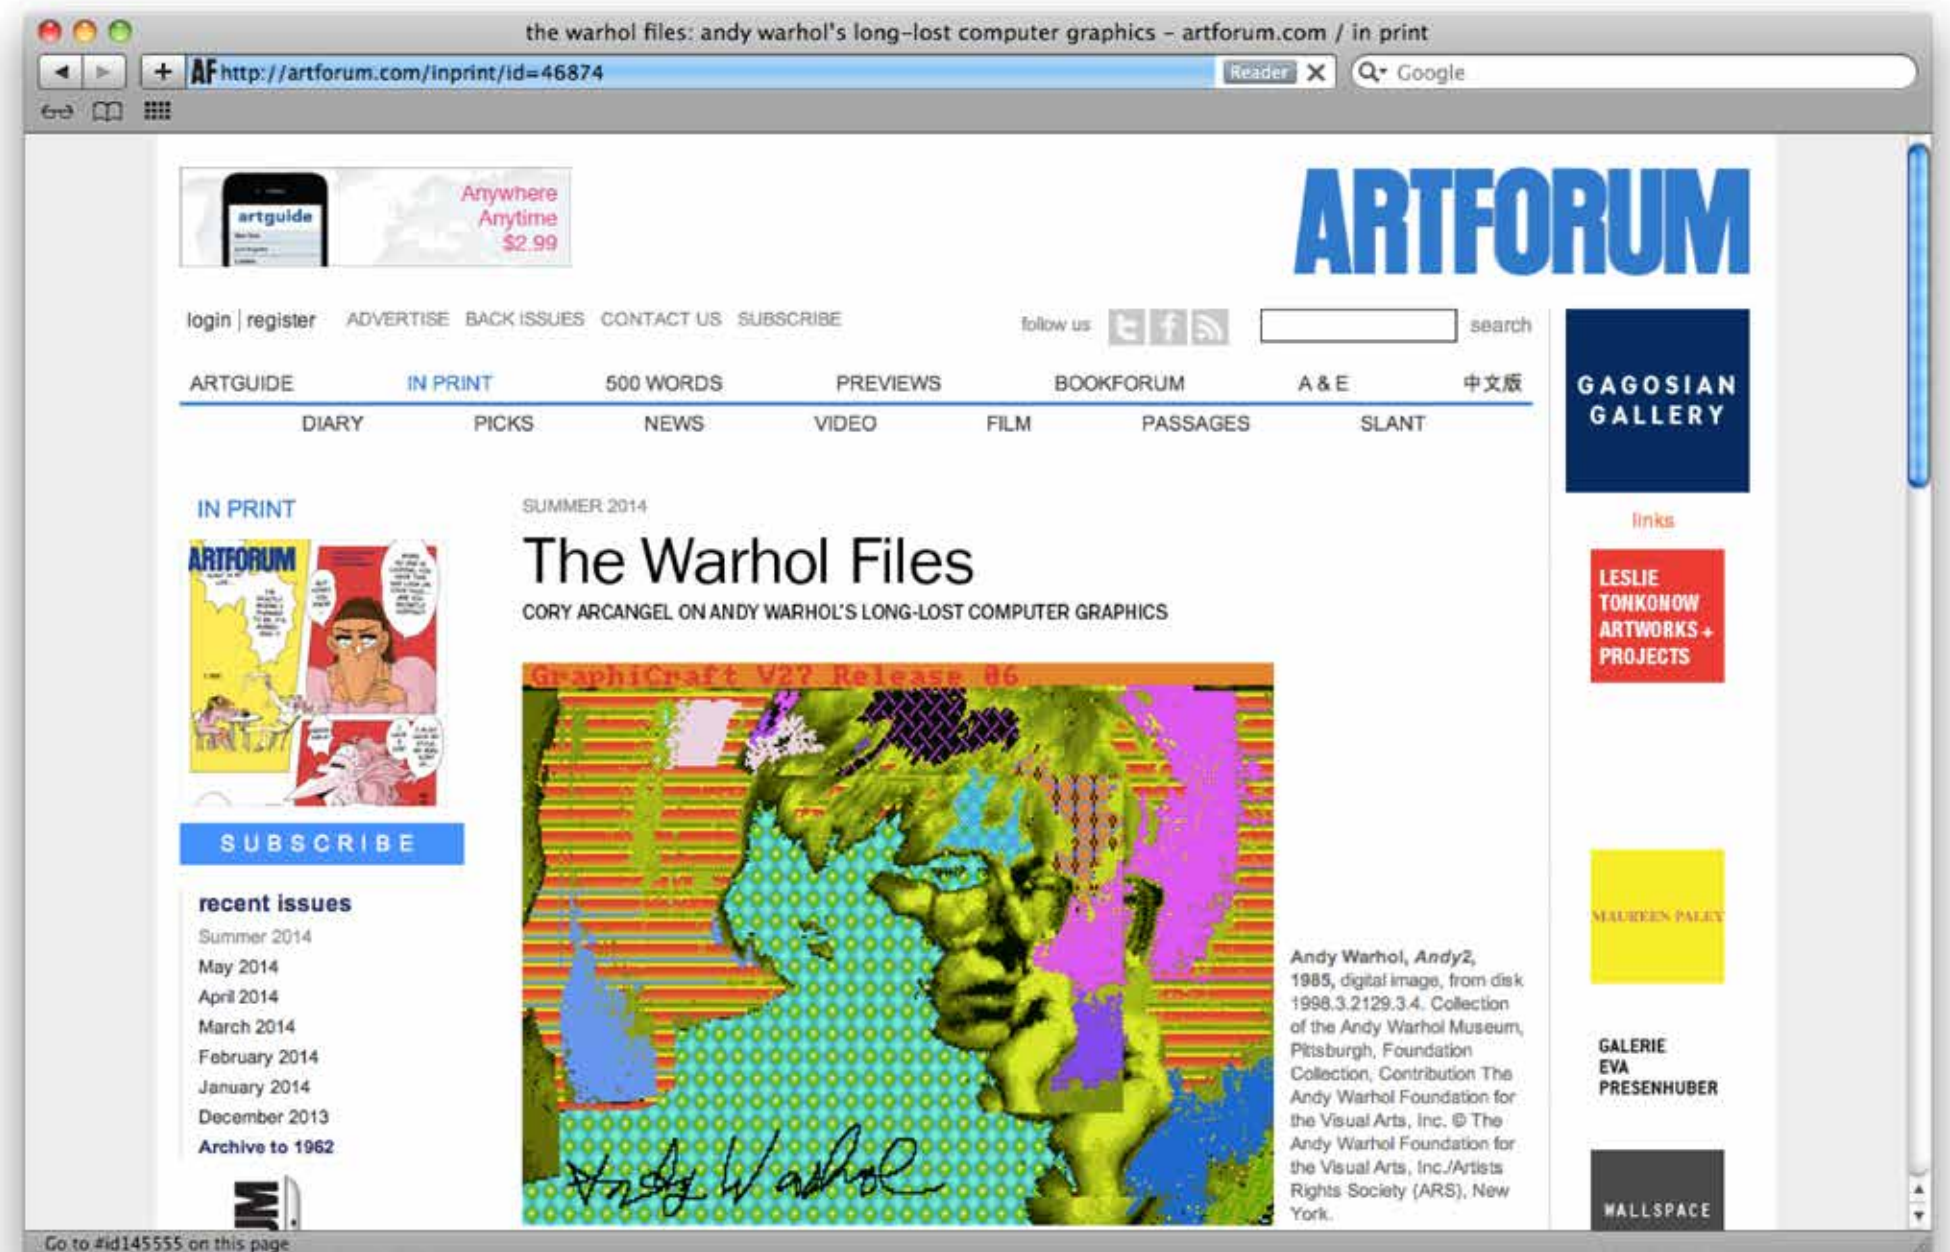 the warhol files: andy warhol's long-lost computer graphics – artforum.com / in print
AF http://artforum.com/inprint/id=46874
Reader
Google
artguide
Anywhere
Anytime
$2.99
ARTFORUM
login | register
ADVERTISE BACK ISSUES CONTACT US SUBSCRIBE
follow us
search
ARTGUIDE IN PRINT 500 WORDS PREVIEWS BOOKFORUM A & E 中文版
DIARY PICKS NEWS VIDEO FILM PASSAGES SLANT
GAGOSIAN
GALLERY
links
LESLIE
TONKONOW
ARTWORKS +
PROJECTS
MAUREEN PALEY
GALERIE
EVA
PRESENHUBER
WALLSPACE
IN PRINT
ARTFORUM
SUBSCRIBE
recent issues
Summer 2014
May 2014
April 2014
March 2014
February 2014
January 2014
December 2013
Archive to 1962
SUMMER 2014
The Warhol Files
CORY ARCANGEL ON ANDY WARHOL'S LONG-LOST COMPUTER GRAPHICS
GraphiCraft V27 Release 06
Andy Warhol
Andy Warhol, Andy2,
1985, digital image, from disk
1998.3.2129.3.4. Collection
of the Andy Warhol Museum,
Pittsburgh, Foundation
Collection, Contribution The
Andy Warhol Foundation for
the Visual Arts, Inc. © The
Andy Warhol Foundation for
the Visual Arts, Inc./Artists
Rights Society (ARS), New
York.
Go to #id145555 on this page